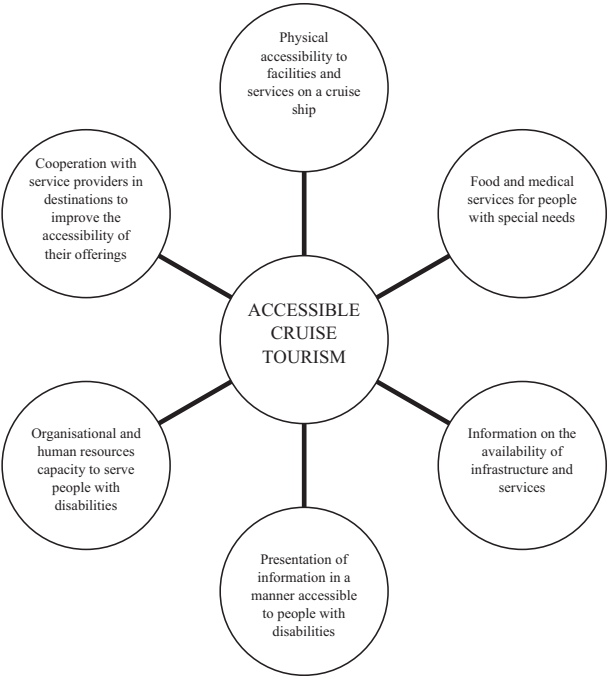 Physical
accessibility to
facilities and
services on a cruise
ship
Cooperation with
service providers in
destinations to
improve the
accessibility of
their offerings
Food and medical
services for people
with special needs
ACCESSIBLE
CRUISE
TOURISM
Organisational and
human resources
capacity to serve
people with
disabilities
Information on the
availability of
infrastructure and
services
Presentation of
information in a
manner accessible
to people with
disabilities